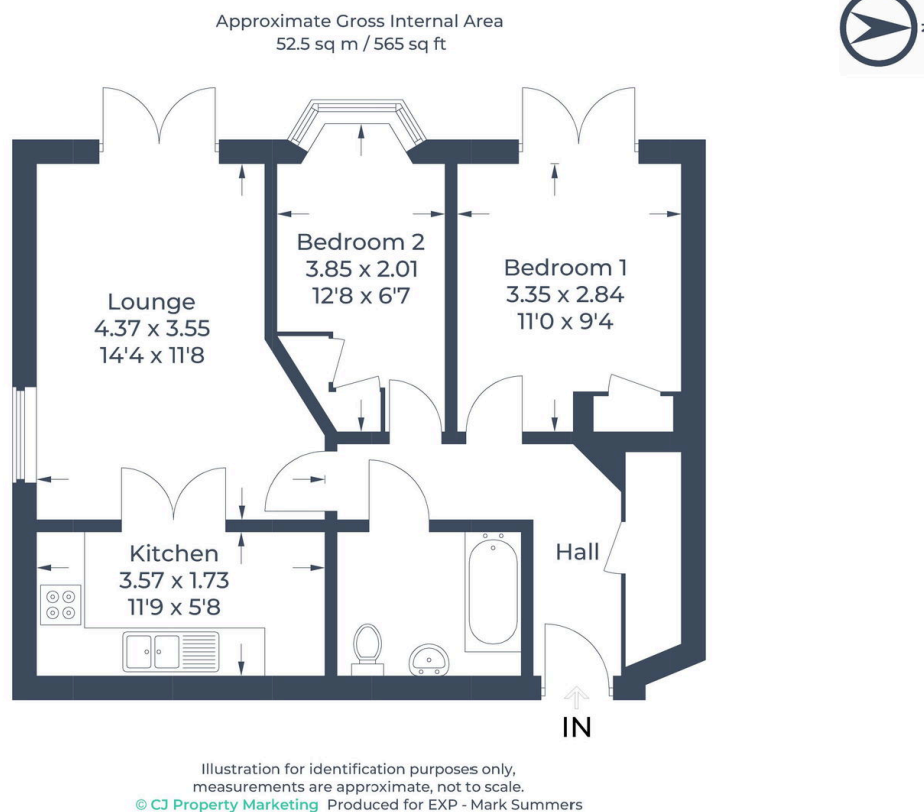 Approximate Gross Internal Area
52.5 sq m / 565 sq ft
Bedroom 2
3.85 x 2.01
12'8 x 6'7
Bedroom 1
3.35 x 2.84
11'0 x 9'4
Lounge
4.37 x 3.55
14'4 x 11'8
Kitchen
3.57 x 1.73
11'9 x 5'8
Hall
IN
Illustration for identification purposes only,
measurements are approximate, not to scale.
© CJ Property Marketing Produced for EXP - Mark Summers